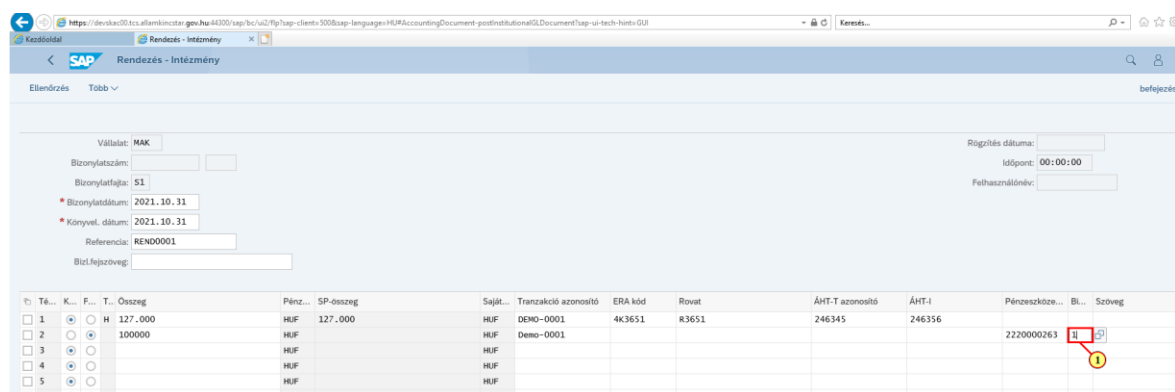 https://devskac00.tcs.allamkincstar.gov.hu:44300/sap/bc/ui2/flp?sap-client=500&sap-language=HU#AccountingDocument-postInstitutionalGLDocument?sap-ui-tech-hint=GUI Keresés...
Kezdőoldal Rendezés - Intézmény
SAP Rendezés - Intézmény
Ellenőrzés Több befejezés
Vállalat: MAK Rögzítés dátuma:
Bizonylatszám: Időpont: 00:00:00
Bizonylatfajta: S1 Felhasználónév:
* Bizonylatdátum: 2021.10.31
* Könyvel. dátum: 2021.10.31
Referencia: REND0001
Bizl.fejszöveg:
Té... K... F... T.. Összeg Pénz... SP-összeg Saját... Tranzakció azonosító ERA kód Rovat ÁHT-T azonosító ÁHT-I Pénzeszköze... Bi... Szöveg
1 H 127.000 HUF 127.000 HUF DEMO-0001 4K3651 R3651 246345 246356
2 100000 HUF HUF Demo-0001 2220000263 1
3 HUF HUF
1
4 HUF HUF
5 HUF HUF